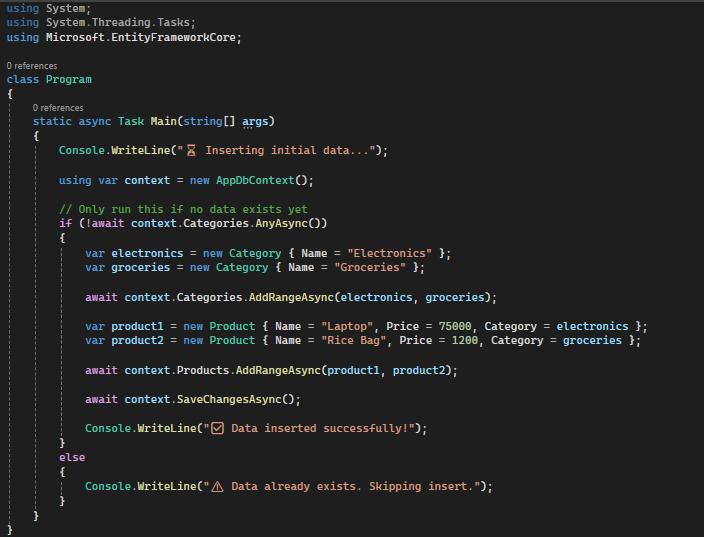 using System;
using System.Threading.Tasks;
using Microsoft.EntityFrameworkCore;
0 references
class Program
{
0 references
static async Task Main(string[] args)
{
Console.WriteLine("⌛ Inserting initial data...");
using var context = new AppDbContext();
// Only run this if no data exists yet
if (!await context.Categories.AnyAsync())
{
var electronics = new Category { Name = "Electronics" };
var groceries = new Category { Name = "Groceries" };
await context.Categories.AddRangeAsync(electronics, groceries);
var product1 = new Product { Name = "Laptop", Price = 75000, Category = electronics };
var product2 = new Product { Name = "Rice Bag", Price = 1200, Category = groceries };
await context.Products.AddRangeAsync(product1, product2);
await context.SaveChangesAsync();
Console.WriteLine("✅ Data inserted successfully!");
}
else
{
Console.WriteLine("⚠ Data already exists. Skipping insert.");
}
}
}